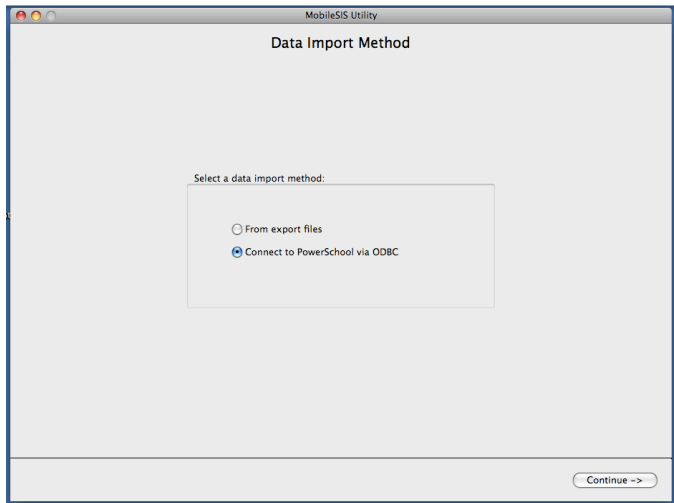 MobileSIS Utility
Data Import Method
Select a data import method:
From export files
Connect to PowerSchool via ODBC
Continue ->